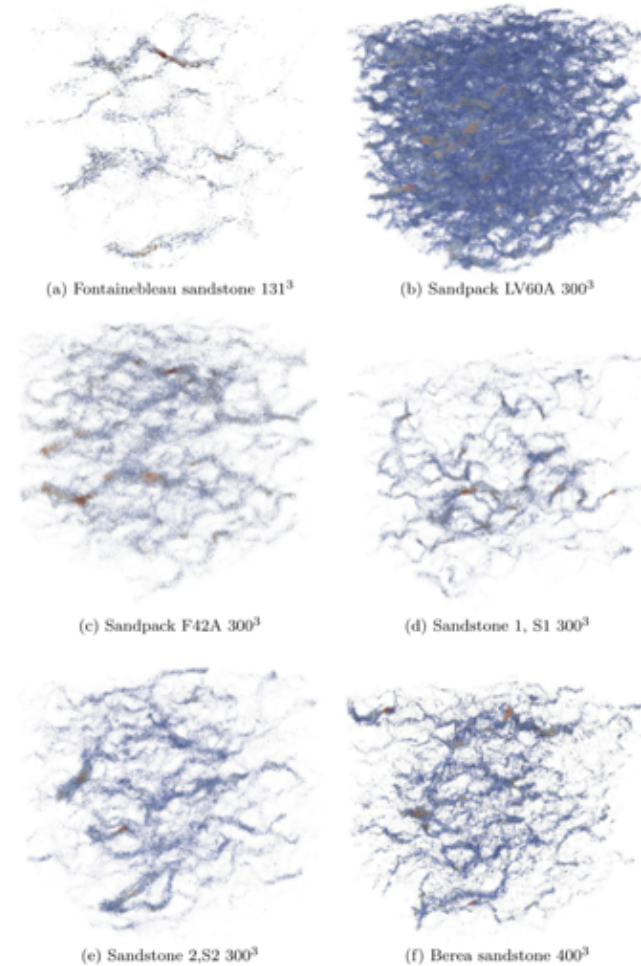 (a) Fontainebleau sandstone 131³
(b) Sandpack LV60A 300³
(c) Sandpack F42A 300³
(d) Sandstone 1, S1 300³
(e) Sandstone 2,S2 300³
(f) Berea sandstone 400³